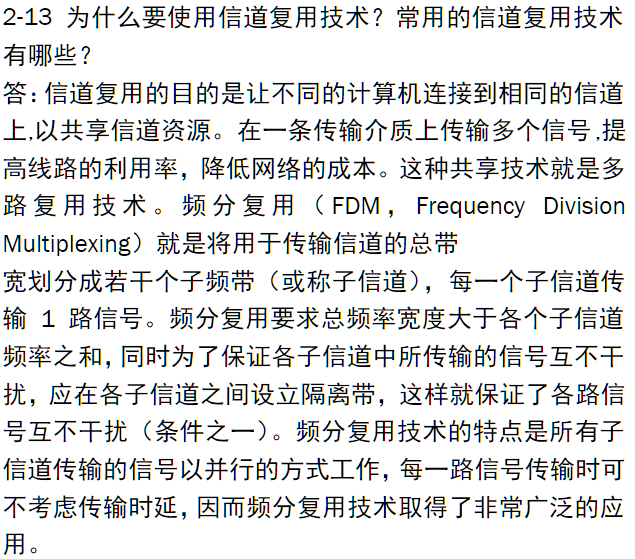 2-13 为什么要使用信道复用技术？常用的信道复用技术
有哪些？
答：信道复用的目的是让不同的计算机连接到相同的信道
上,以共享信道资源。在一条传输介质上传输多个信号,提
高线路的利用率，降低网络的成本。这种共享技术就是多
路复用技术。频分复用（FDM，Frequency Division
Multiplexing）就是将用于传输信道的总带
宽划分成若干个子频带（或称子信道），每一个子信道传
输 1 路信号。频分复用要求总频率宽度大于各个子信道
频率之和，同时为了保证各子信道中所传输的信号互不干
扰，应在各子信道之间设立隔离带，这样就保证了各路信
号互不干扰（条件之一）。频分复用技术的特点是所有子
信道传输的信号以并行的方式工作，每一路信号传输时可
不考虑传输时延，因而频分复用技术取得了非常广泛的应
用。